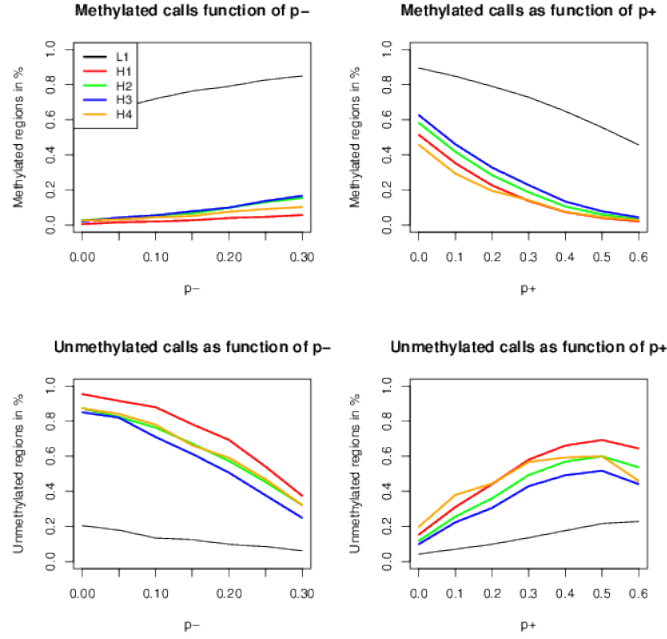 Methylated calls function of p−
Methylated regions in %
1.0
0.8
0.6
0.4
0.2
0.0
L1
H1
H2
H3
H4
0.00 0.10 0.20 0.30
p−
Methylated calls as function of p+
Methylated regions in %
1.0
0.8
0.6
0.4
0.2
0.0
0.0 0.1 0.2 0.3 0.4 0.5 0.6
p+
Unmethylated calls as function of p−
Unmethylated regions in %
1.0
0.8
0.6
0.4
0.2
0.0
0.00 0.10 0.20 0.30
p−
Unmethylated calls as function of p+
Unmethylated regions in %
1.0
0.8
0.6
0.4
0.2
0.0
0.0 0.1 0.2 0.3 0.4 0.5 0.6
p+